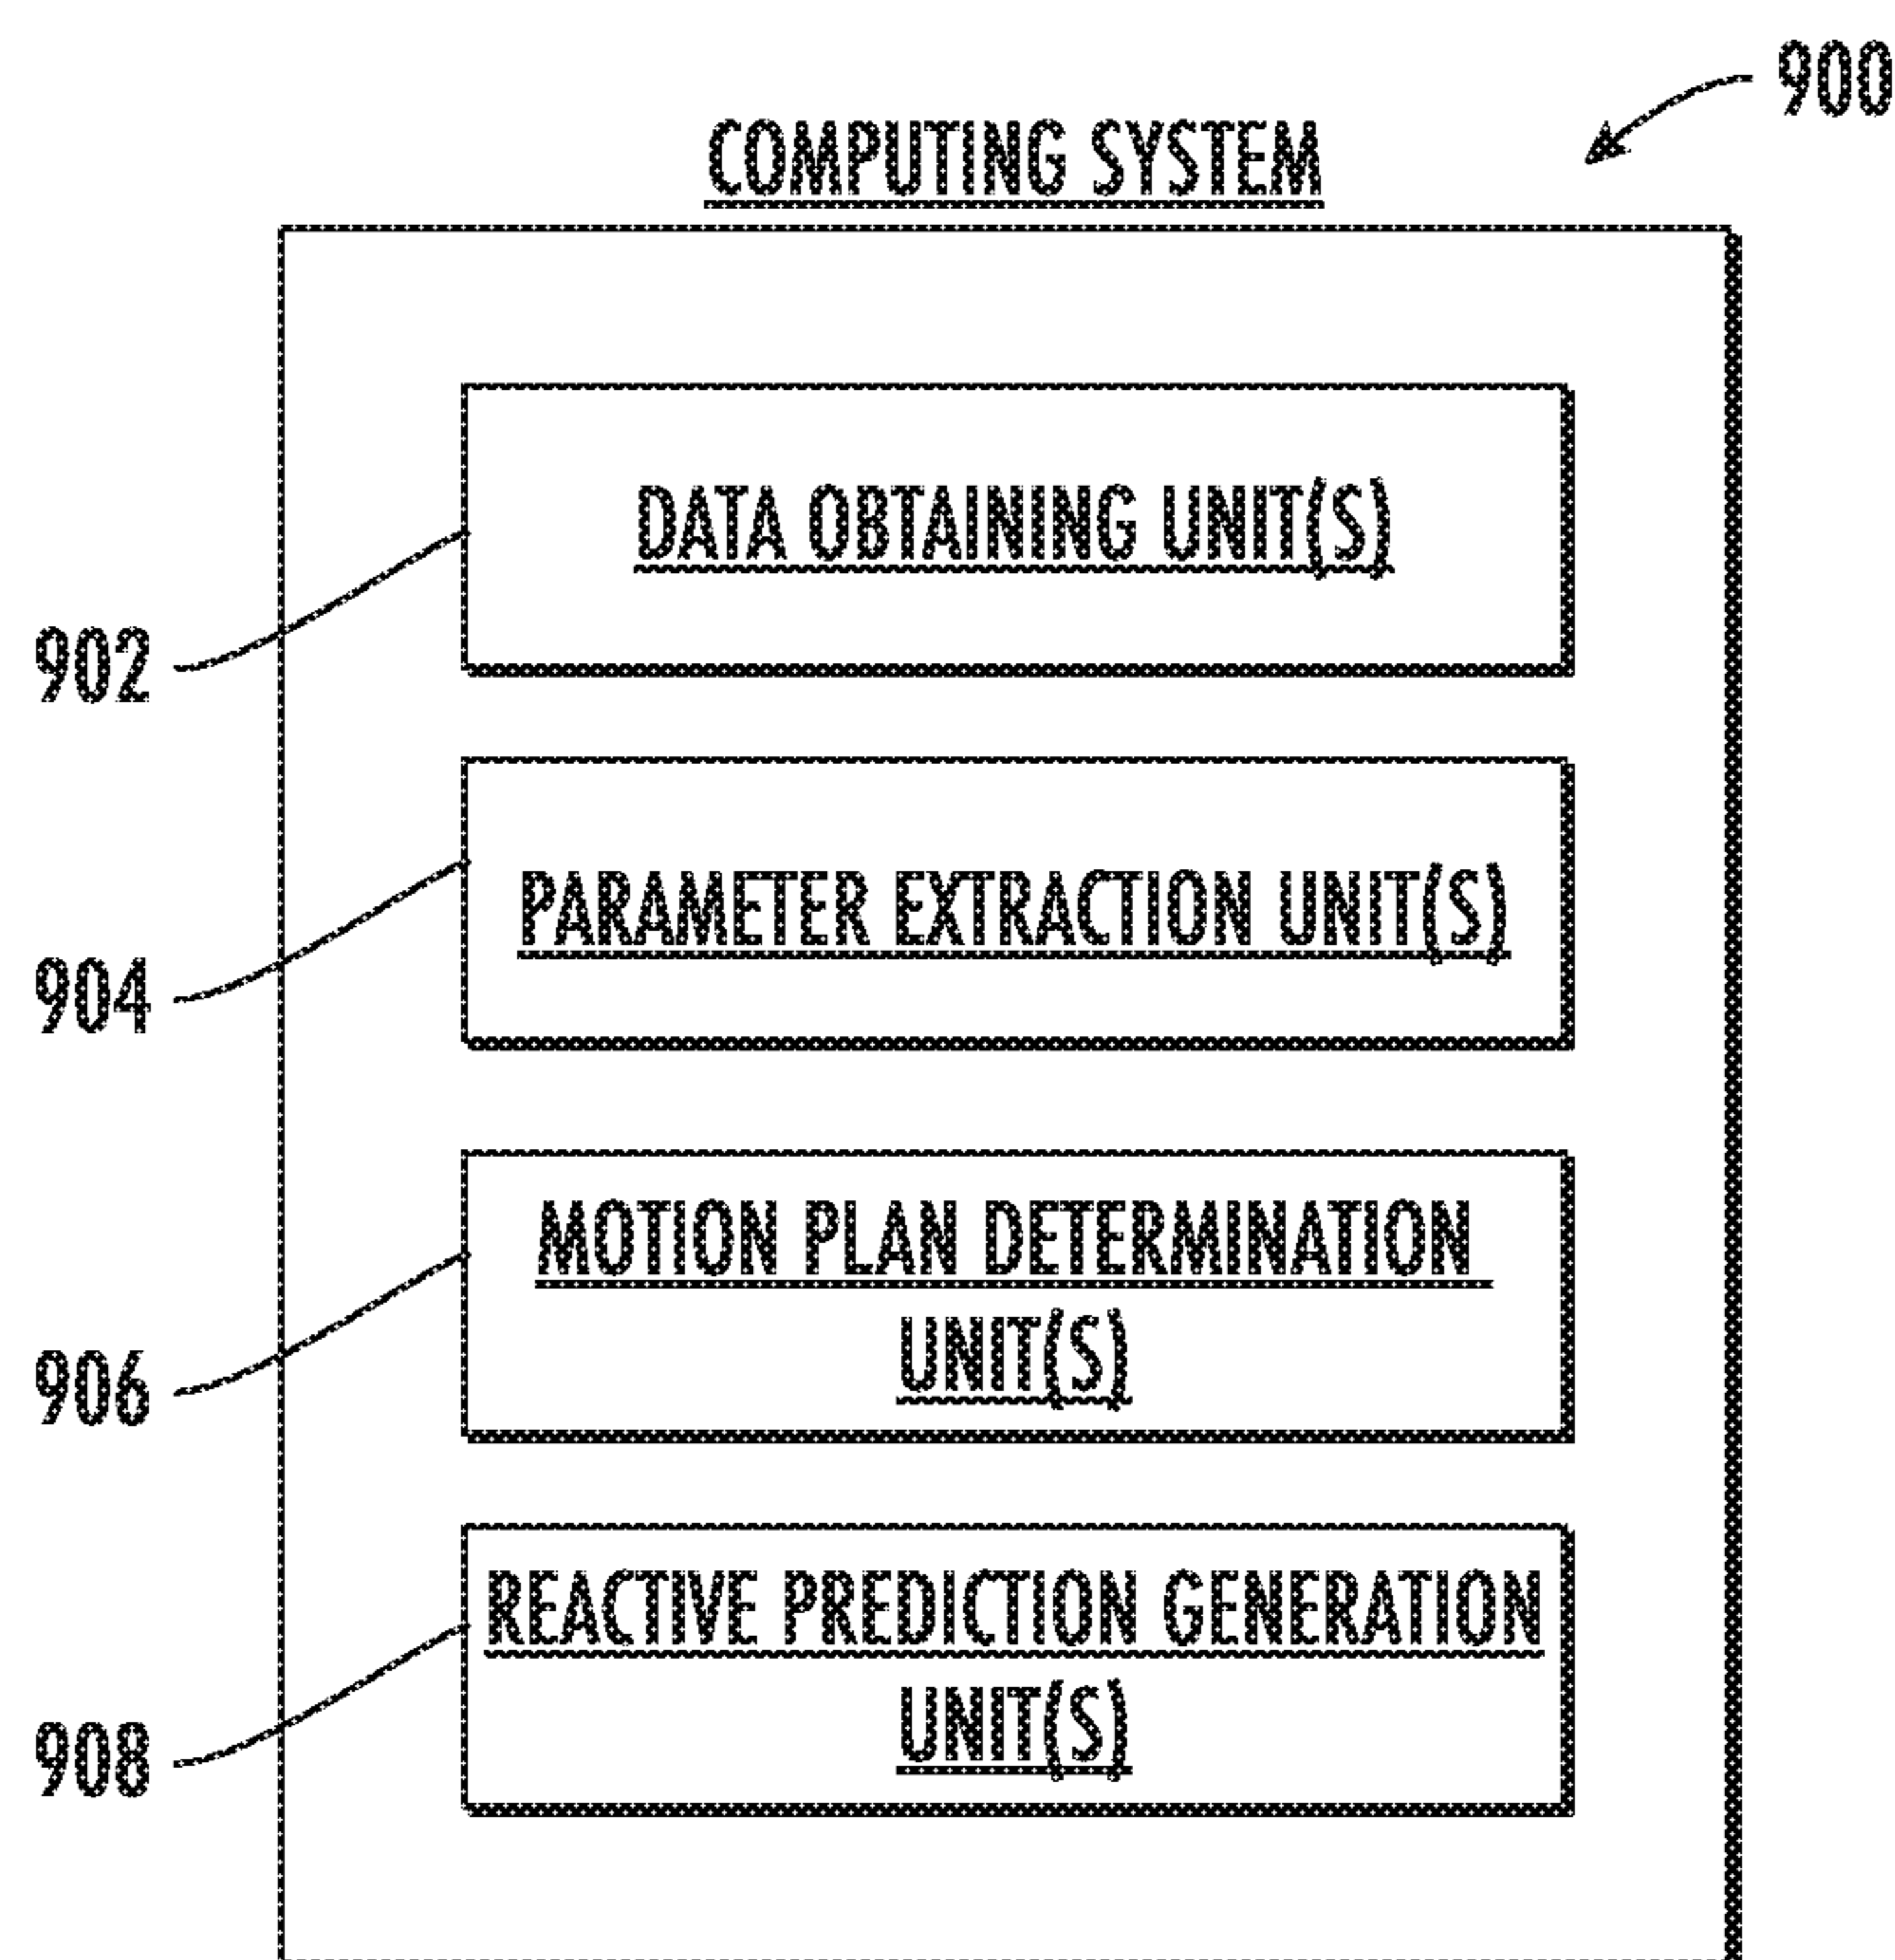 900
COMPUTING SYSTEM
DATA OBTAINING UNIT(S)
902
PARAMETER EXTRACTION UNIT(S)
904
MOTION PLAN DETERMINATION
UNIT(S)
906
REACTIVE PREDICTION GENERATION
UNIT(S)
908